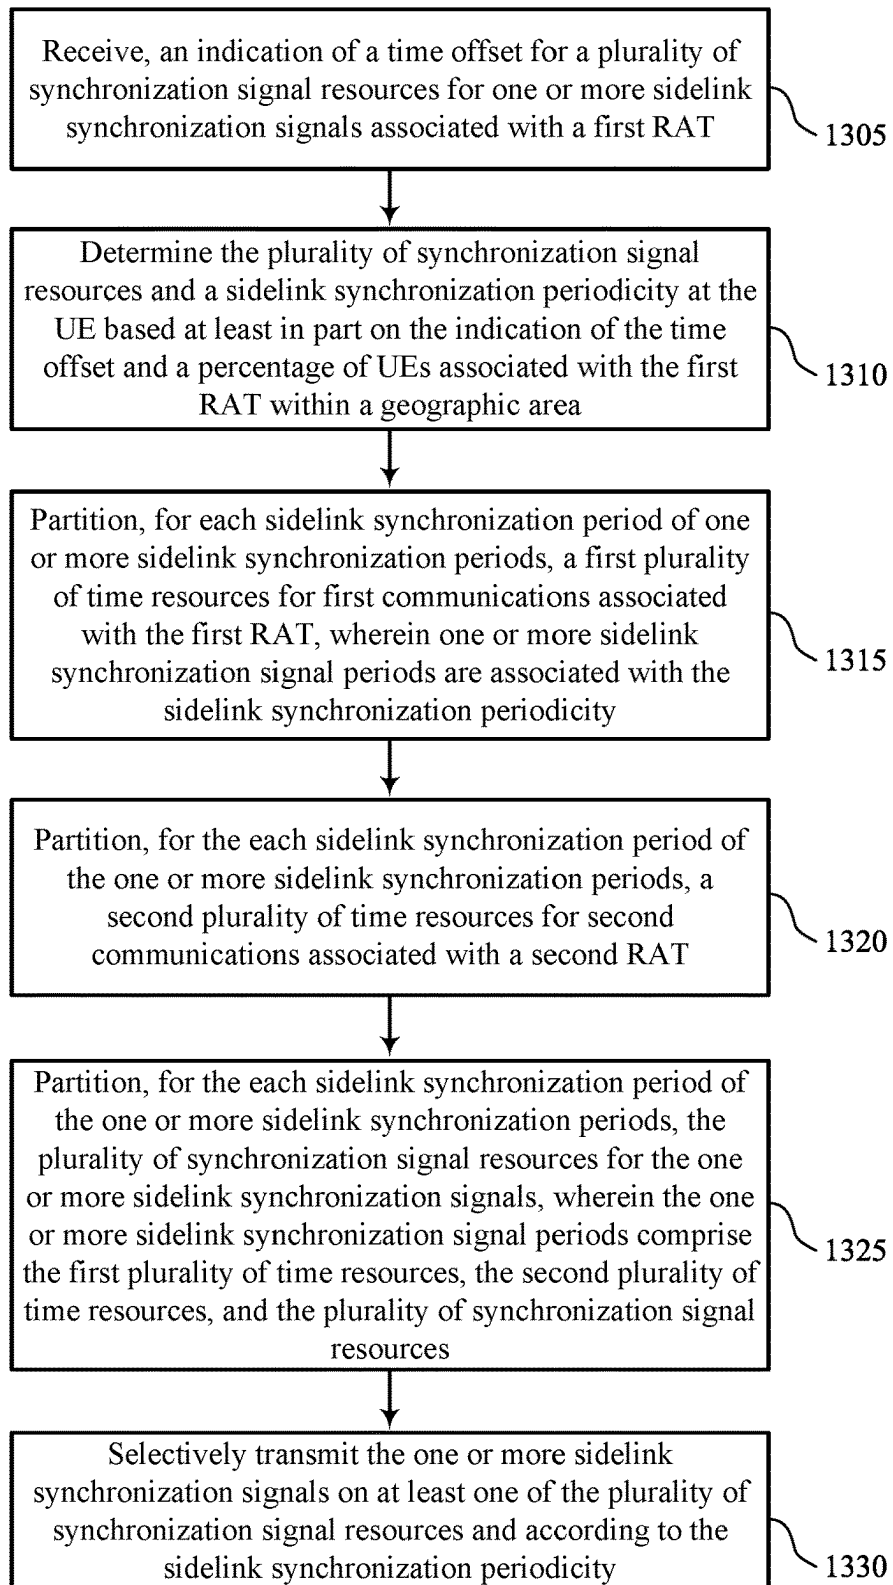 Receive, an indication of a time offset for a plurality of
synchronization signal resources for one or more sidelink
synchronization signals associated with a first RAT
1305
Determine the plurality of synchronization signal
resources and a sidelink synchronization periodicity at the
UE based at least in part on the indication of the time
offset and a percentage of UEs associated with the first
RAT within a geographic area
1310
Partition, for each sidelink synchronization period of one
or more sidelink synchronization periods, a first plurality
of time resources for first communications associated
with the first RAT, wherein one or more sidelink
synchronization signal periods are associated with the
sidelink synchronization periodicity
1315
Partition, for the each sidelink synchronization period of
the one or more sidelink synchronization periods, a
second plurality of time resources for second
communications associated with a second RAT
1320
Partition, for the each sidelink synchronization period of
the one or more sidelink synchronization periods, the
plurality of synchronization signal resources for the one
or more sidelink synchronization signals, wherein the one
or more sidelink synchronization signal periods comprise
the first plurality of time resources, the second plurality of
time resources, and the plurality of synchronization signal
resources
1325
Selectively transmit the one or more sidelink
synchronization signals on at least one of the plurality of
synchronization signal resources and according to the
sidelink synchronization periodicity
1330